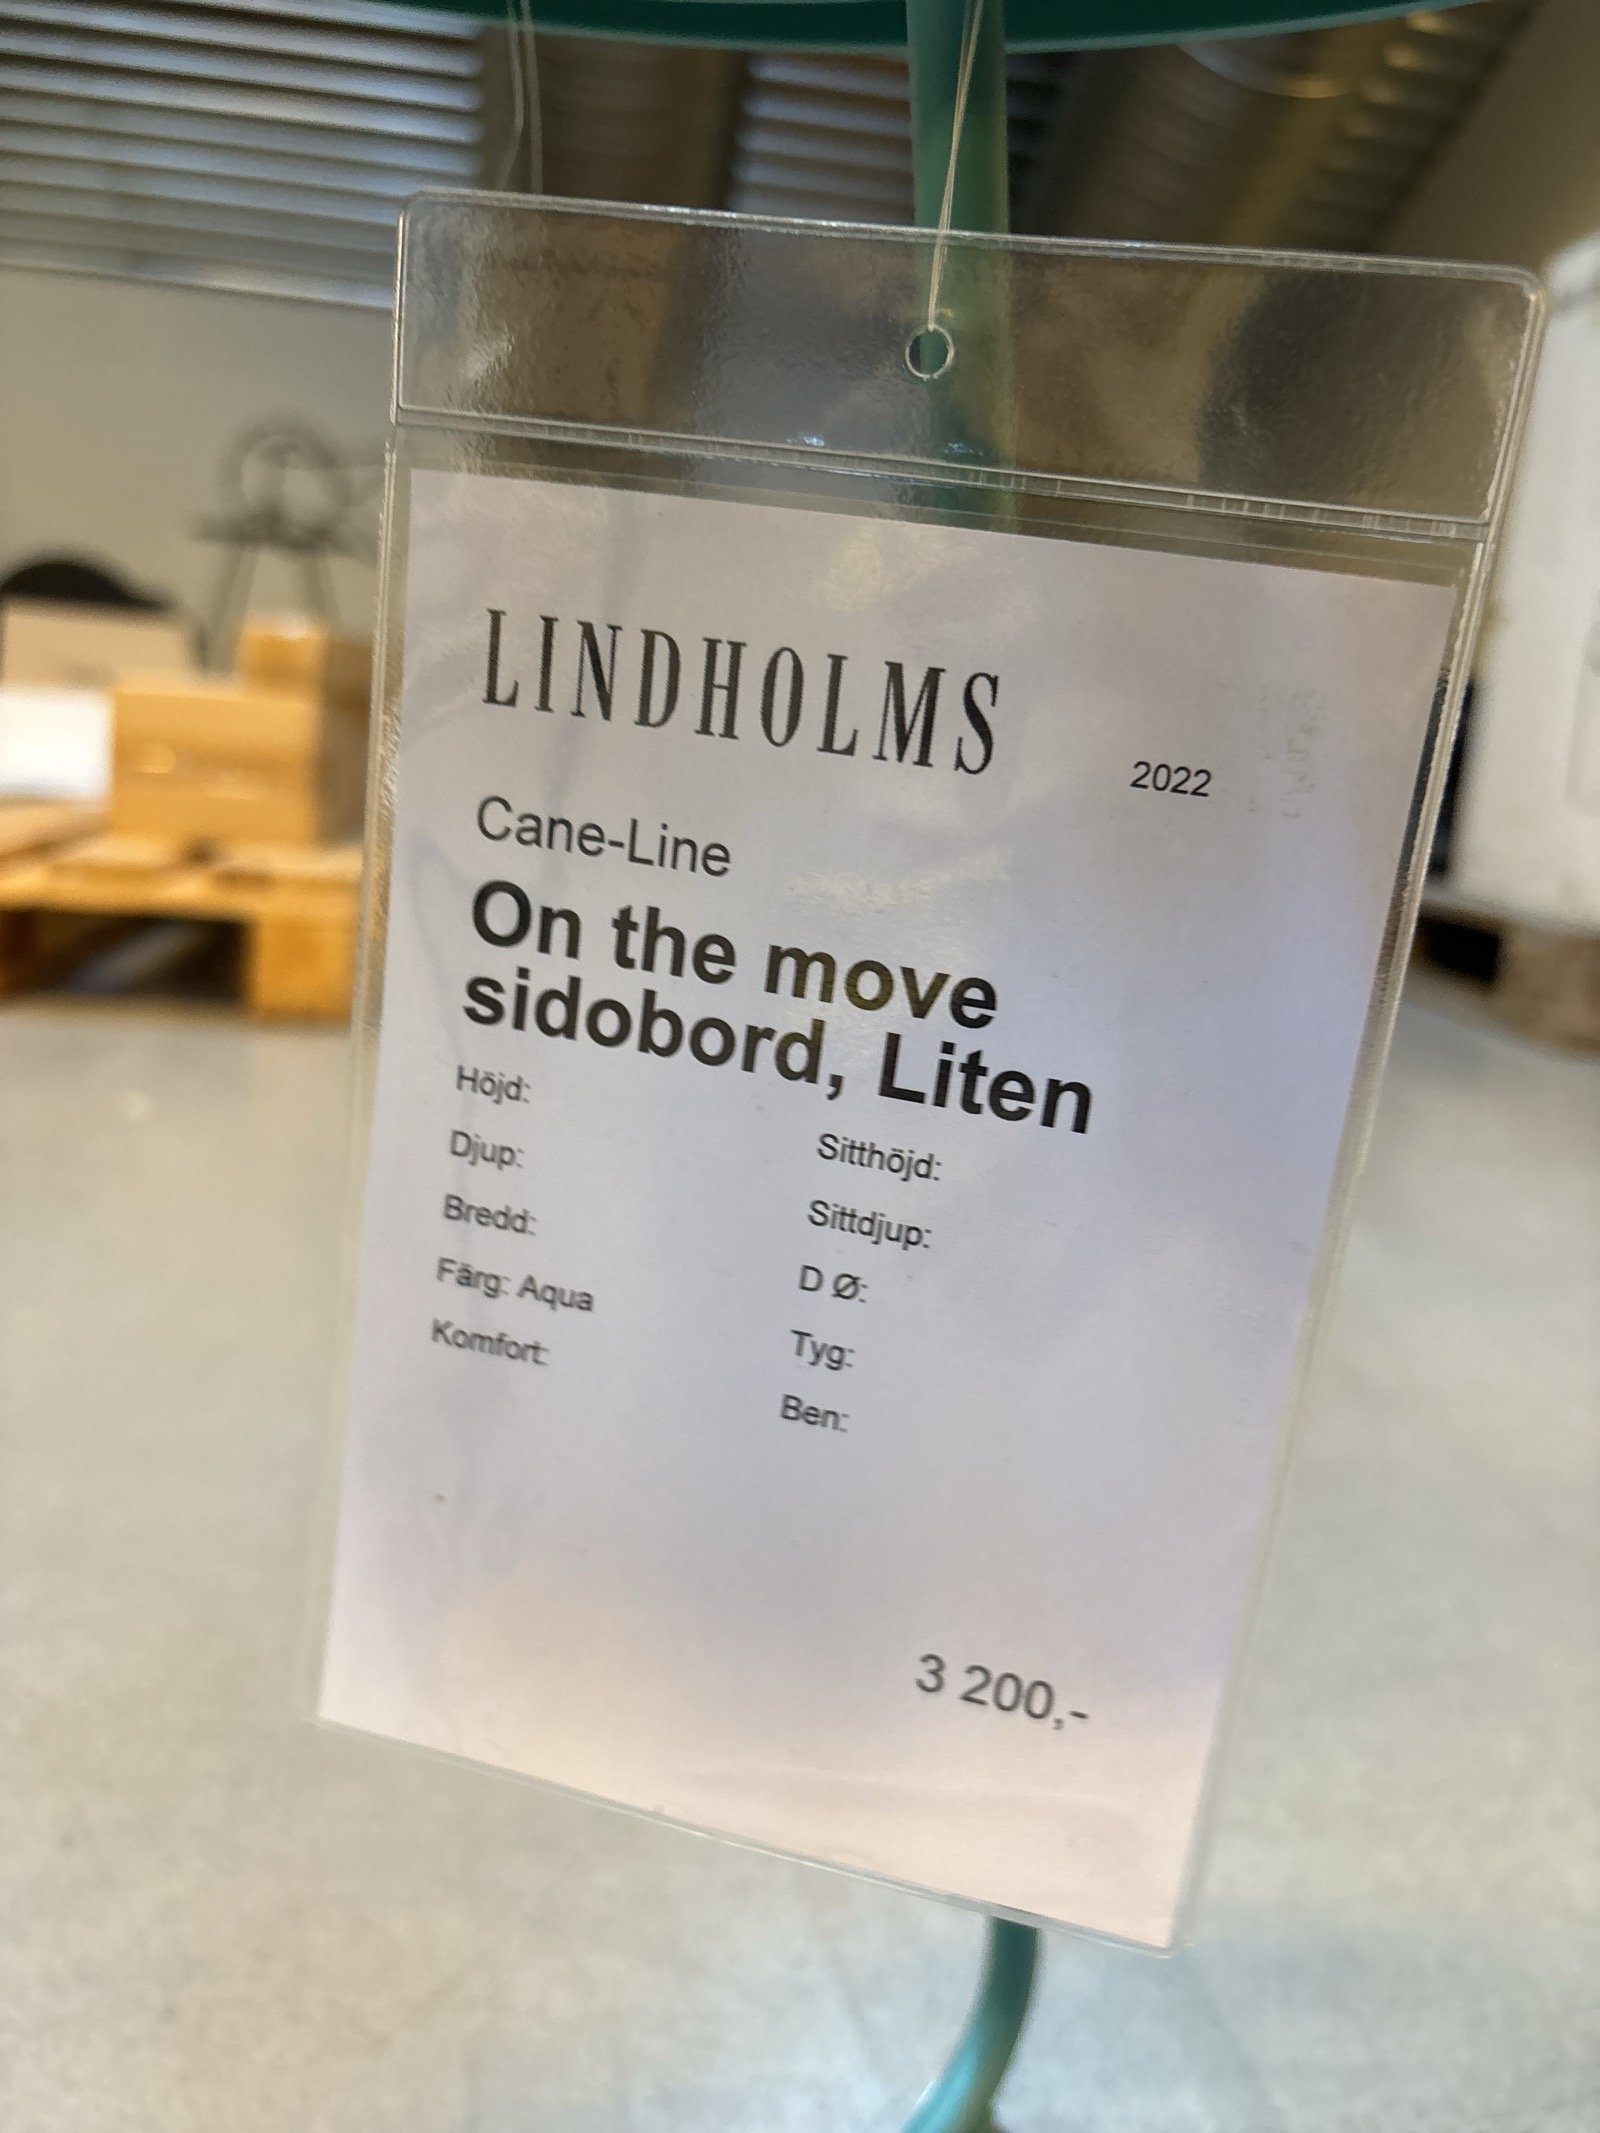 LINDHOLMS
2022
Cane-Line
On the move
sidobord, Liten
Höjd:
Djup:
Bredd:
Färg: Aqua
Komfort:
Sitthöjd:
Sittdjup:
D Ø:
Tyg:
Ben:
3 200,-